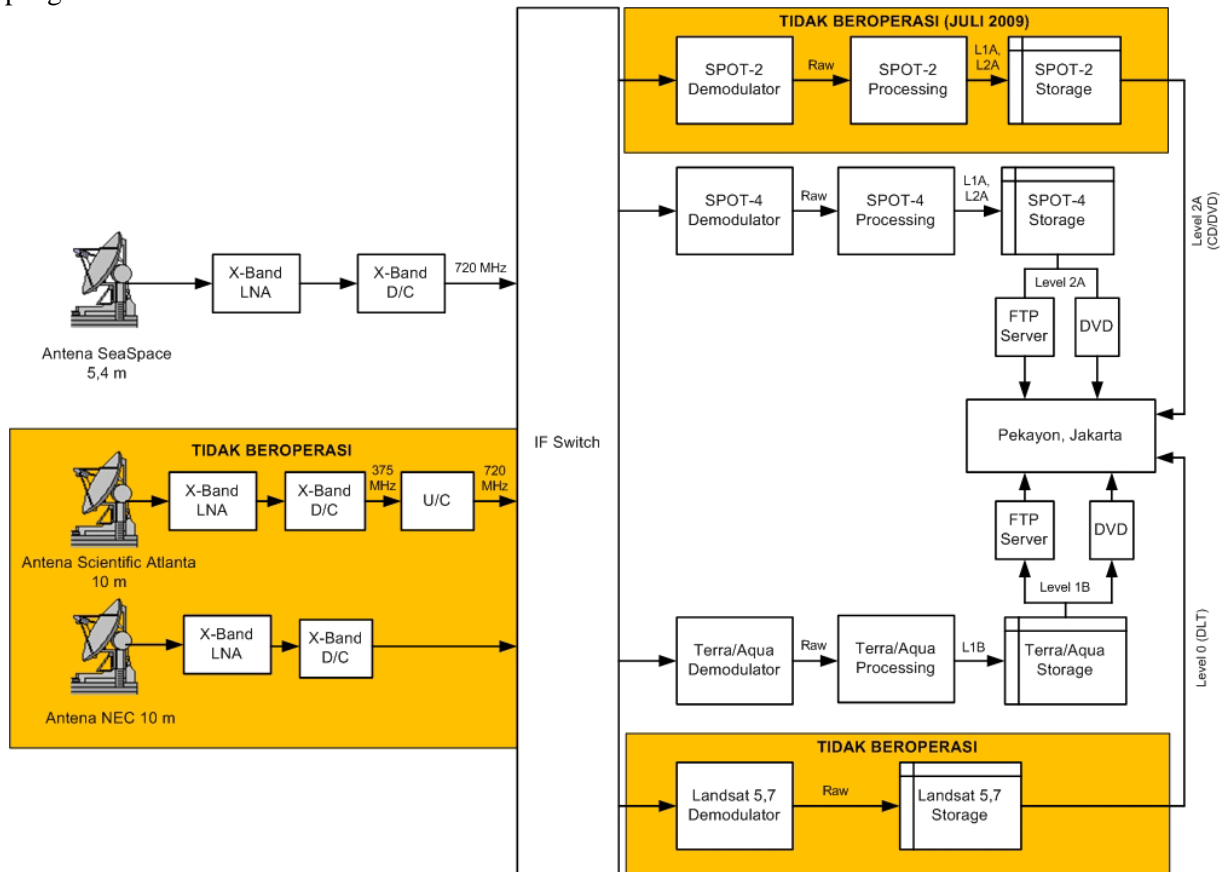 TIDAK BEROPERASI (JULI 2009)
SPOT-2
Demodulator
Raw
SPOT-2
Processing
L1A,
L2A
SPOT-2
Storage
SPOT-4
Demodulator
Raw
SPOT-4
Processing
L1A,
L2A
SPOT-4
Storage
Level 2A
(CD/DVD)
Level 2A
FTP
Server
DVD
X-Band
LNA
X-Band
D/C
720 MHz
Antena SeaSpace
5,4 m
IF Switch
Pekayon, Jakarta
TIDAK BEROPERASI
X-Band
LNA
X-Band
D/C
375
MHz
U/C
720
MHz
Antena Scientific Atlanta
10 m
X-Band
LNA
X-Band
D/C
Antena NEC 10 m
FTP
Server
DVD
Level 1B
Terra/Aqua
Demodulator
Raw
Terra/Aqua
Processing
L1B
Terra/Aqua
Storage
Level 0 (DLT)
TIDAK BEROPERASI
Landsat 5,7
Demodulator
Raw
Landsat 5,7
Storage